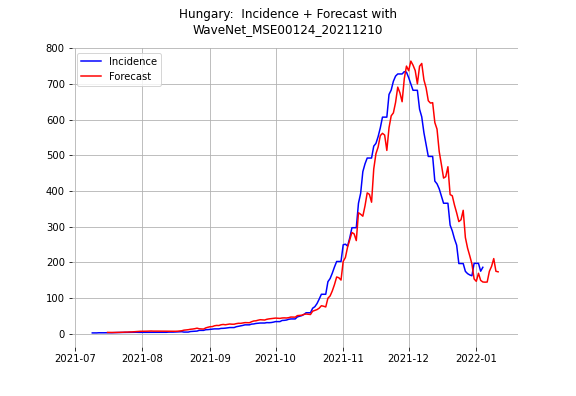 Hungary:  Incidence + Forecast with
WaveNet_MSE00124_20211210
Incidence
Forecast
800
700
600
500
400
300
200
100
0
2021-07 2021-08 2021-09 2021-10 2021-11 2021-12 2022-01